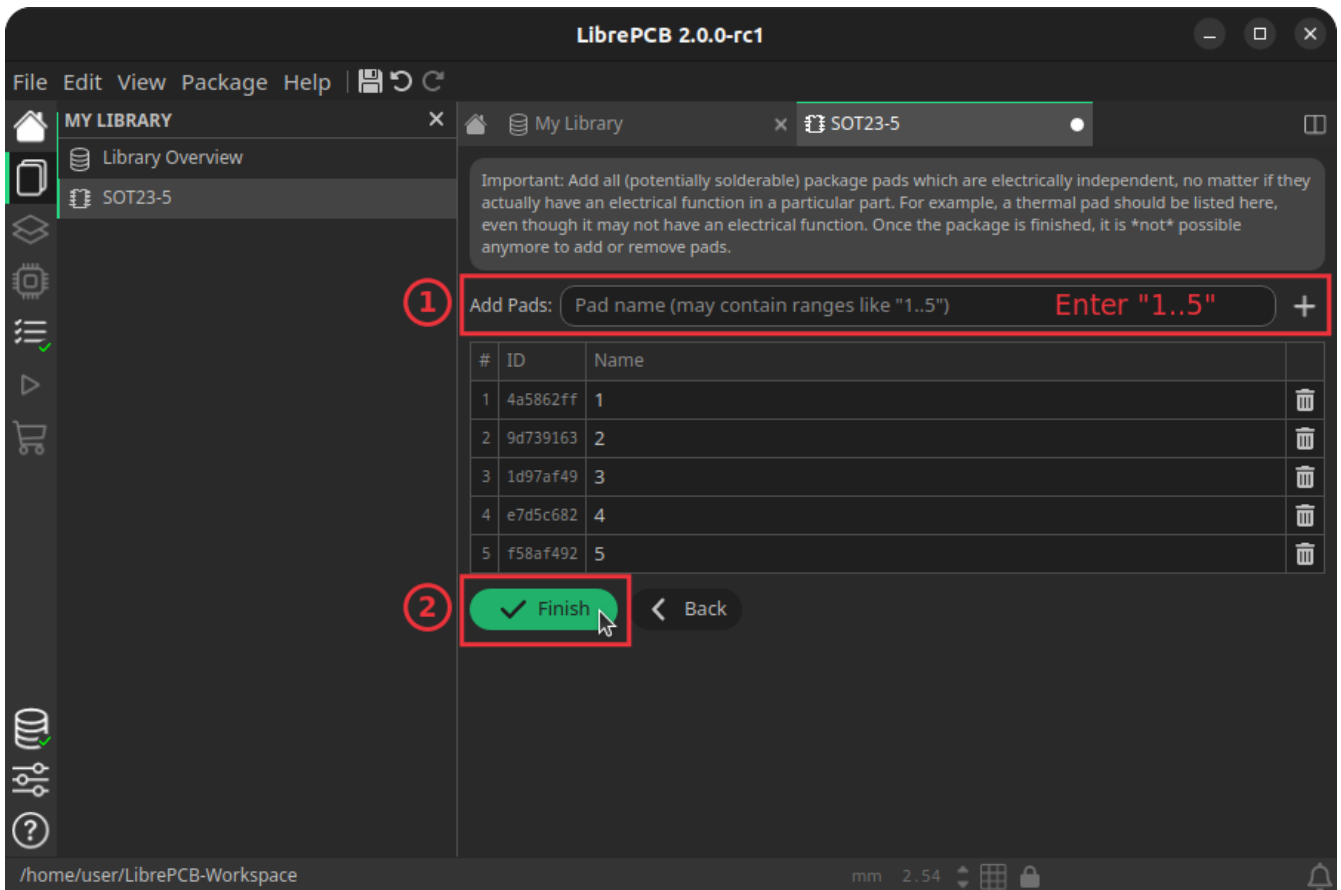 LibrePCB 2.0.0-rc1
File Edit View Package Help
MY LIBRARY
Library Overview
SOT23-5
My Library
SOT23-5
Important: Add all (potentially solderable) package pads which are electrically independent, no matter if they
actually have an electrical function in a particular part. For example, a thermal pad should be listed here,
even though it may not have an electrical function. Once the package is finished, it is *not* possible
anymore to add or remove pads.
1 Add Pads: Pad name (may contain ranges like "1..5") Enter "1..5" +
# ID Name
1 4a5862ff 1
2 9d739163 2
3 1d97af49 3
4 e7d5c682 4
5 f58af492 5
2 Finish Back
/home/user/LibrePCB-Workspace
mm 2.54